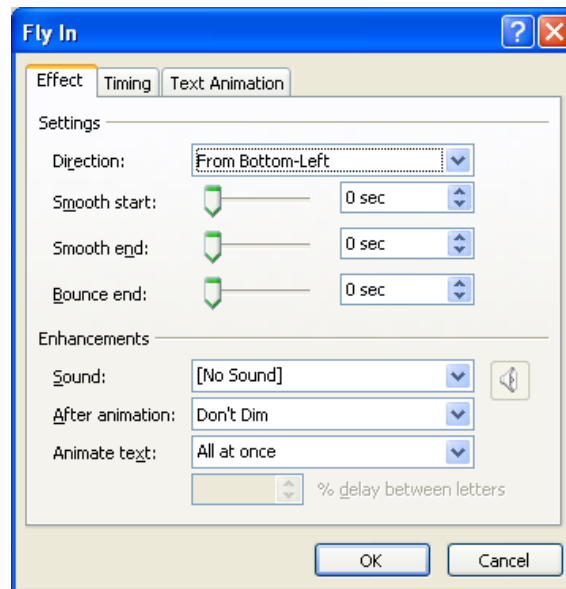 Fly In
Effect Timing Text Animation
Settings
Direction: From Bottom-Left
Smooth start: 0 sec
Smooth end: 0 sec
Bounce end: 0 sec
Enhancements
Sound: [No Sound]
After animation: Don't Dim
Animate text: All at once
% delay between letters
OK Cancel